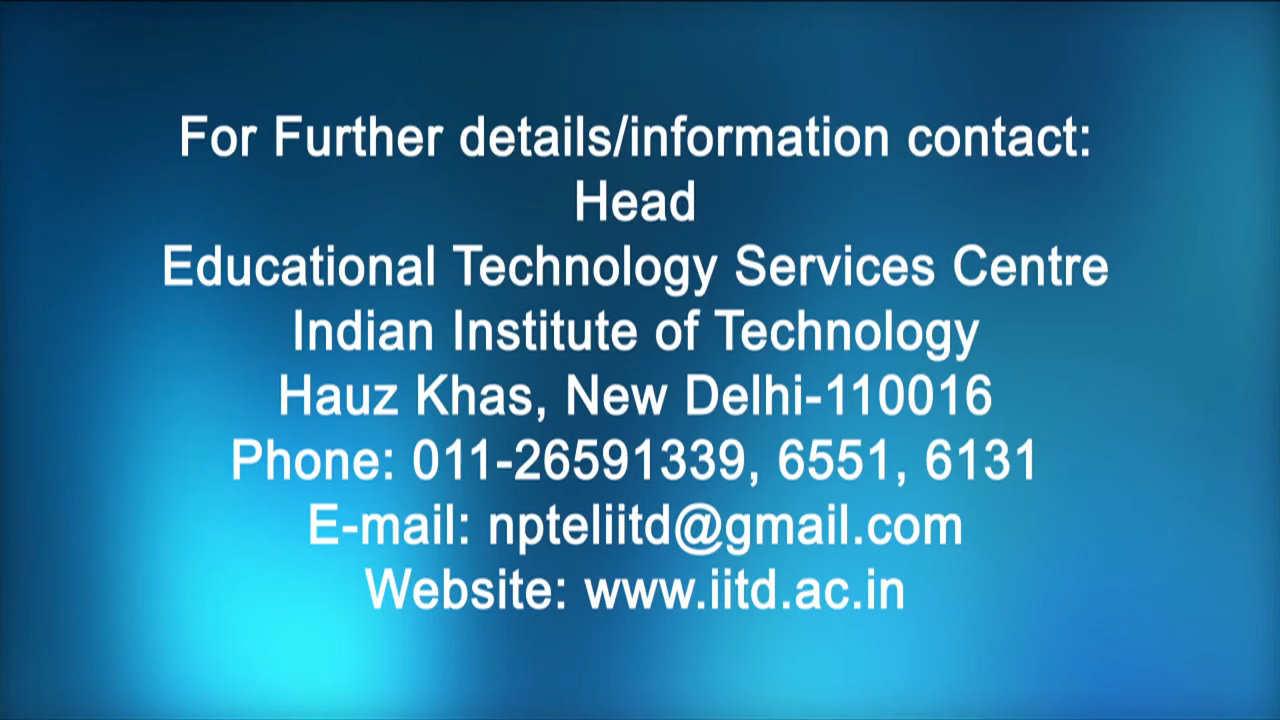 For Further details/information contact:
Head
Educational Technology Services Centre
Indian Institute of Technology
Hauz Khas, New Delhi-110016
Phone: 011-26591339, 6551, 6131
E-mail: npteliitd@gmail.com
Website: www.iitd.ac.in